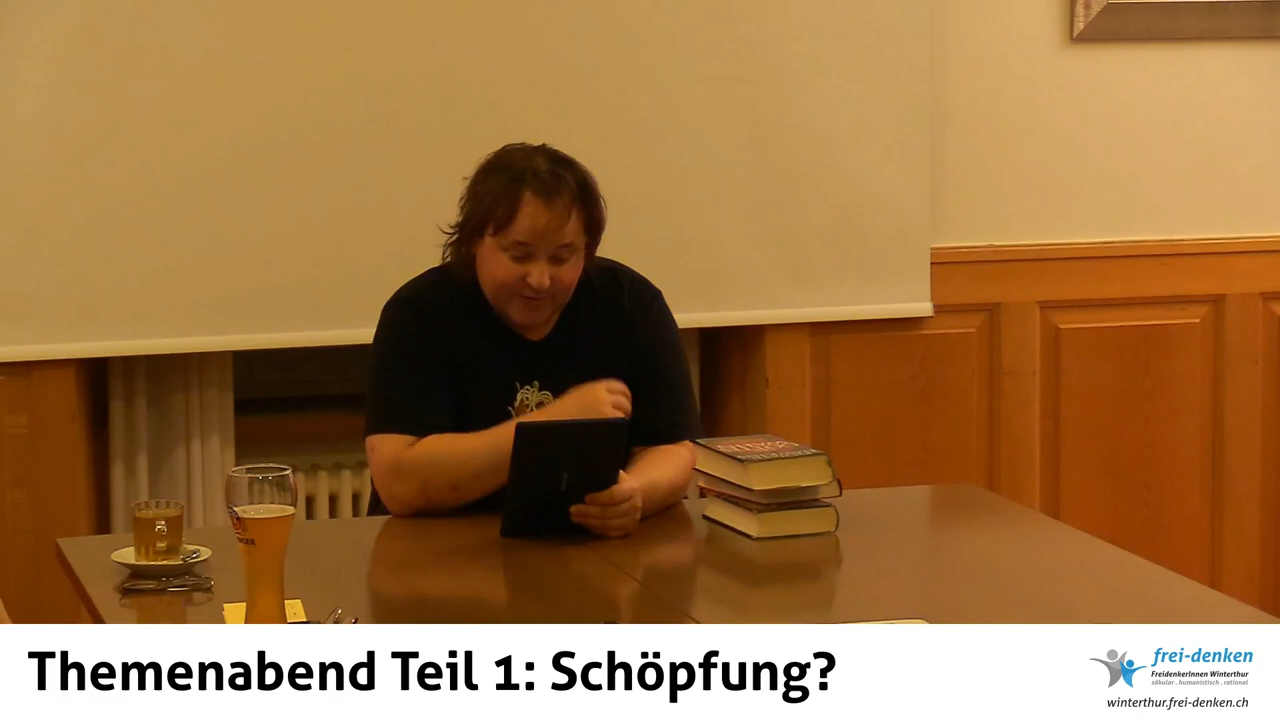 Themenabend Teil 1: Schöpfung?
frei-denken
FreidenkerInnen Winterthur
säkular . humanistisch . rational
winterthur.frei-denken.ch